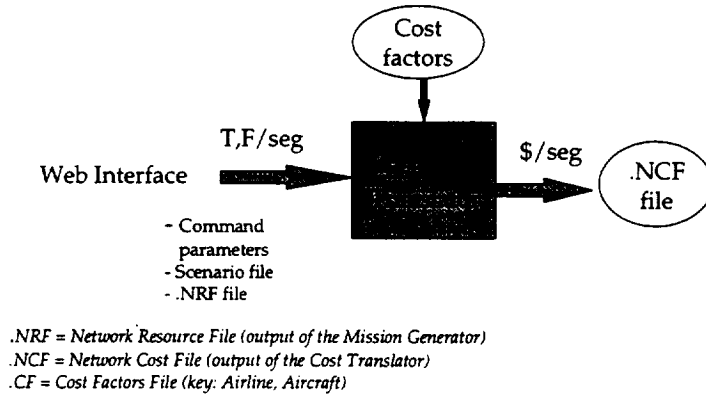 Cost
factors
T,F/seg
$/seg
Web Interface
.NCF
file
- Command
parameters
- Scenario file
- .NRF file
.NRF = Network Resource File (output of the Mission Generator)
.NCF = Network Cost File (output of the Cost Translator)
.CF = Cost Factors File (key: Airline, Aircraft)